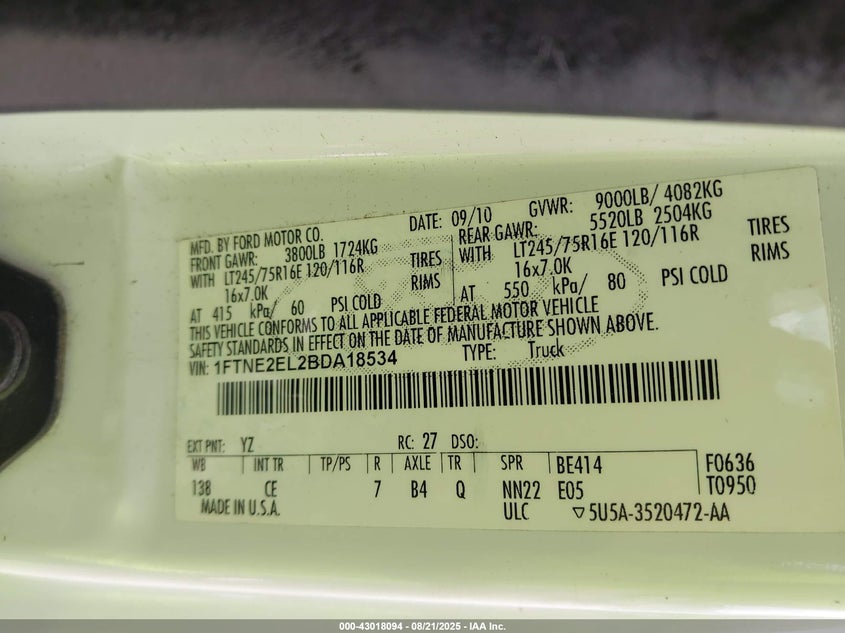 MFD. BY FORD MOTOR CO. DATE: 09/10 GVWR: 9000LB/ 4082KG
FRONT GAWR: 3800LB 1724KG REAR GAWR: 5520LB 2504KG
WITH LT245/75R16E 120/116R TIRES WITH LT245/75R16E 120/116R TIRES
16x7.0K RIMS 16x7.0K RIMS
AT 415 kPa/ 60 PSI COLD AT 550 kPa/ 80 PSI COLD
THIS VEHICLE CONFORMS TO ALL APPLICABLE FEDERAL MOTOR VEHICLE
SAFETY STANDARDS IN EFFECT ON THE DATE OF MANUFACTURE SHOWN ABOVE.
VIN: 1FTNE2EL2BDA18534 TYPE: Truck
EXT PNT: YZ RC: 27 DSO:
WB INT TR TP/PS R AXLE TR SPR BE414 F0636
138 CE 7 B4 Q NN22 E05 T0950
MADE IN U.S.A. ULC ▽5U5A-3520472-AA
000-43018094 - 08/21/2025 - IAA Inc.